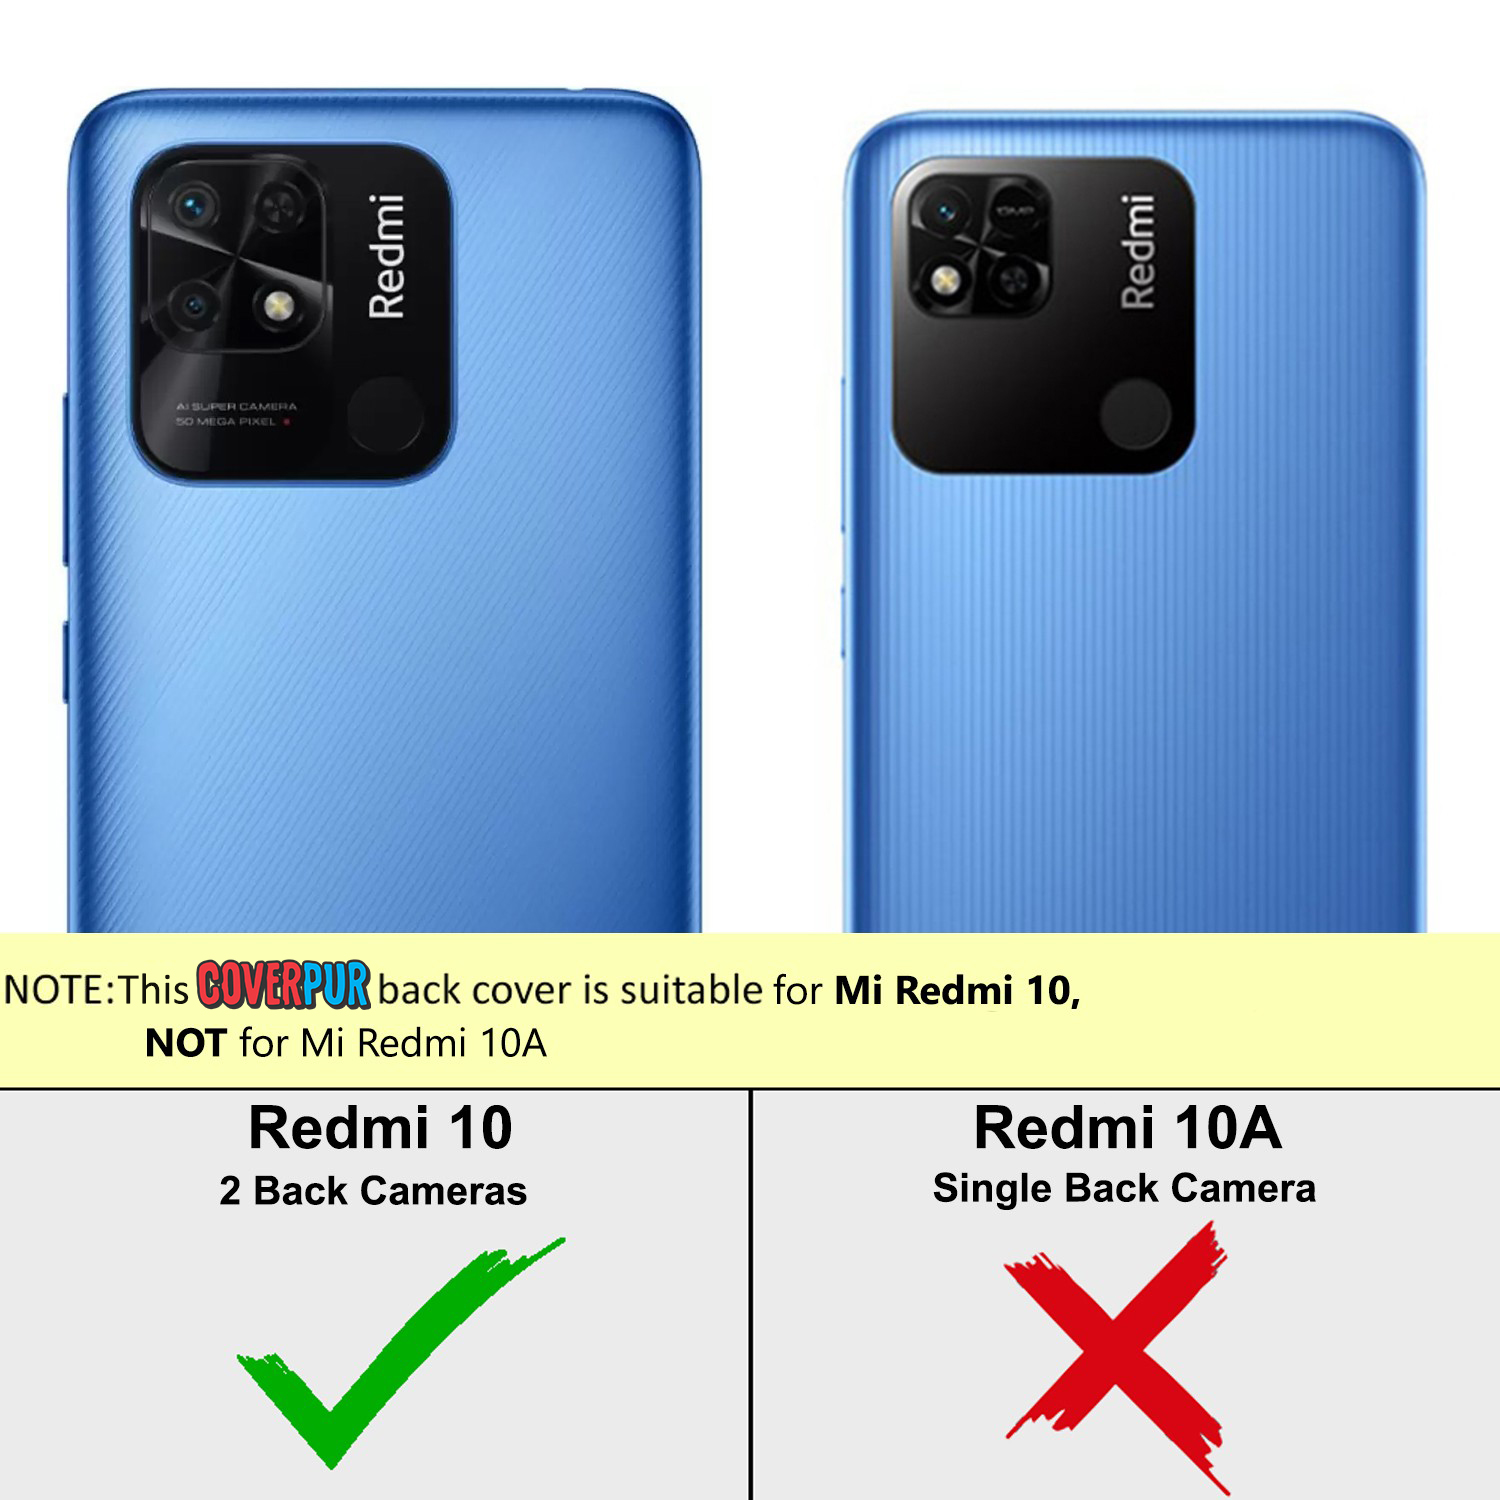 Redmi
AI SUPER CAMERA
50 MEGA PIXEL
Redmi
NOTE:This COVERPUR back cover is suitable for Mi Redmi 10,
NOT for Mi Redmi 10A
Redmi 10
2 Back Cameras
Redmi 10A
Single Back Camera